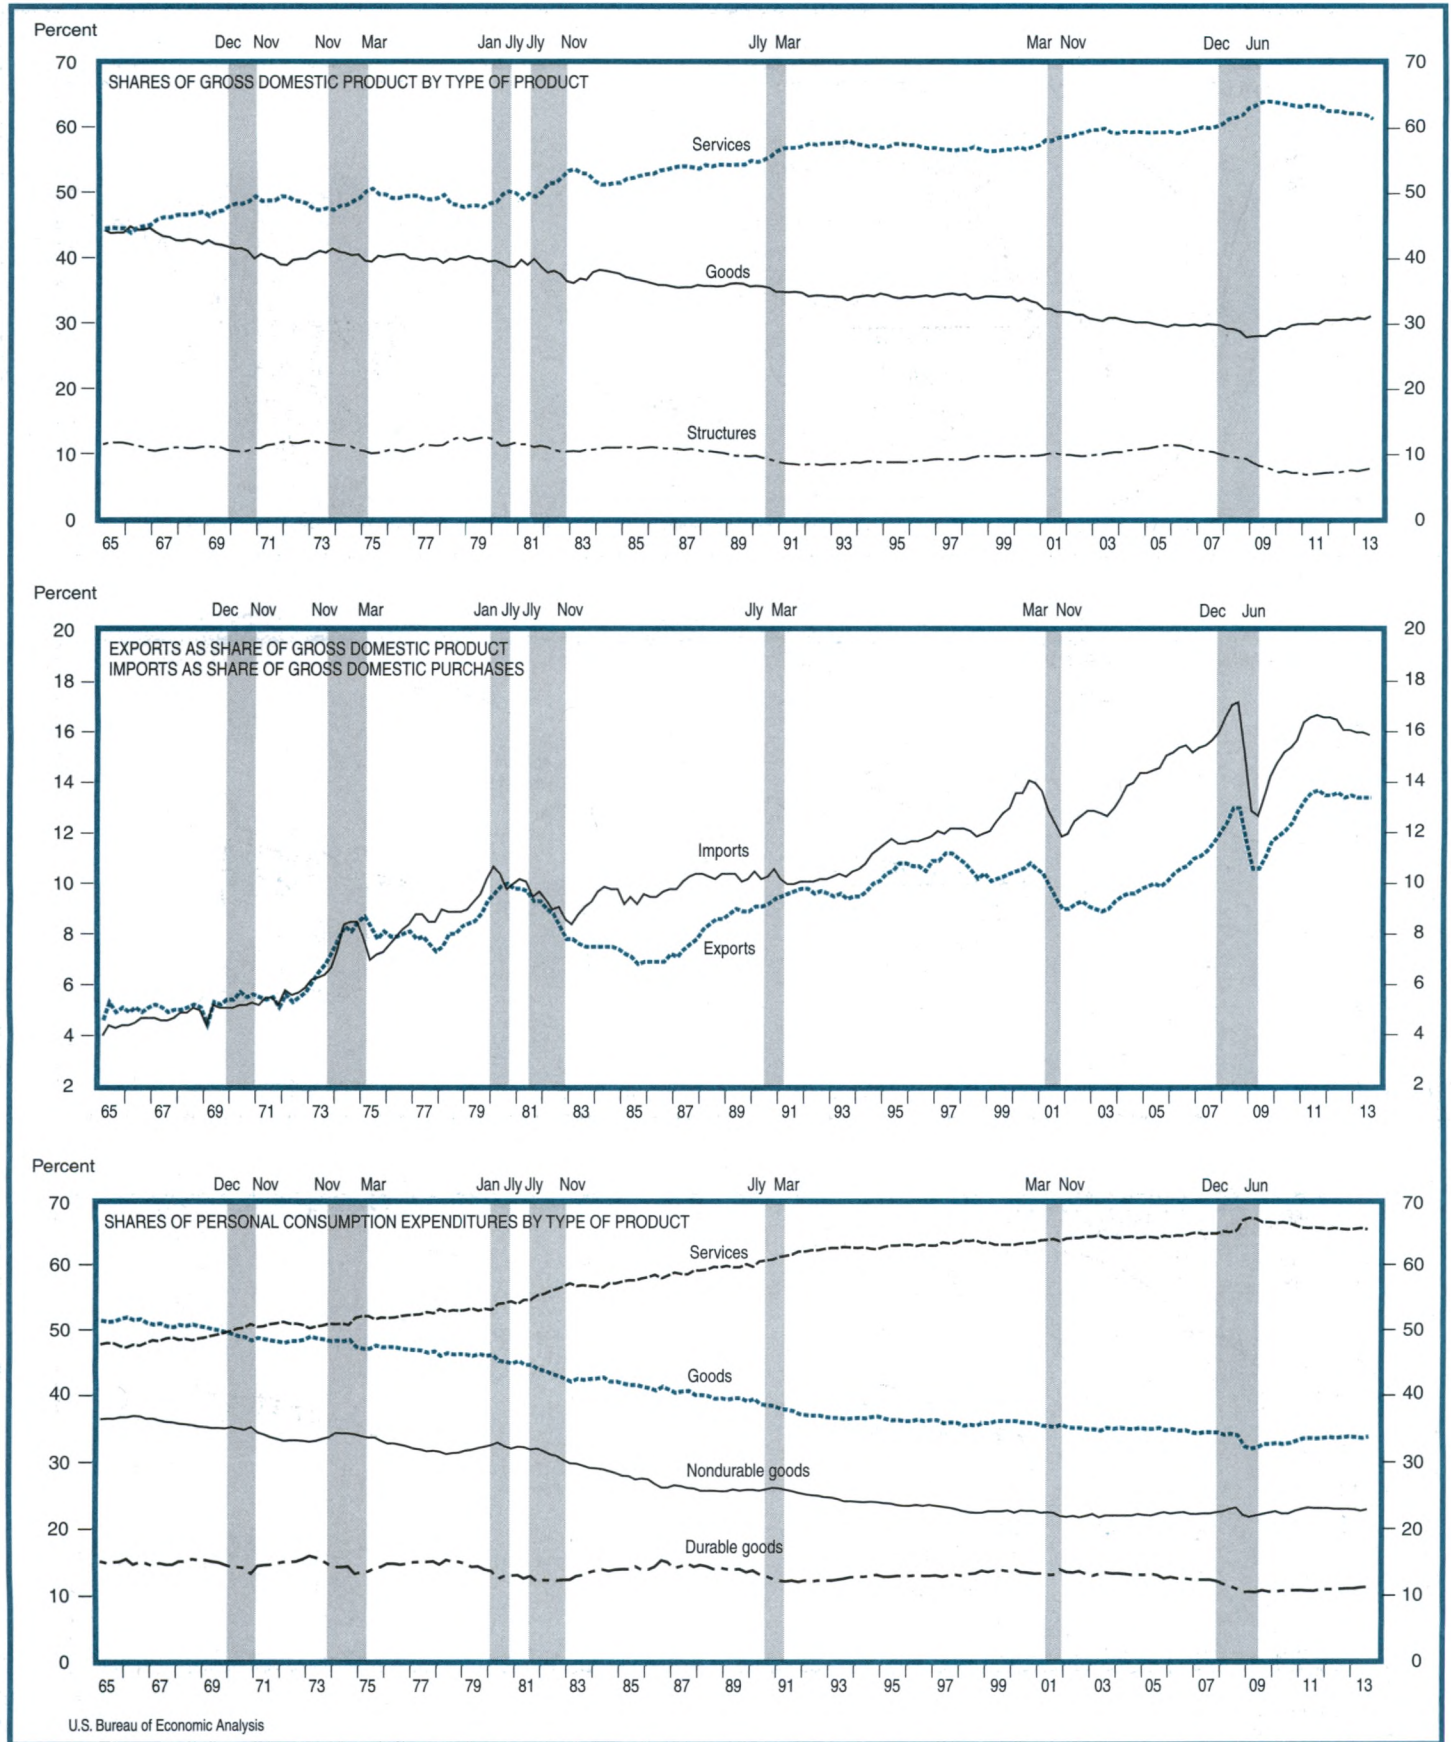 Percent
Dec Nov Nov Mar Jan Jly Jly Nov Jly Mar Mar Nov Dec Jun
70 70
SHARES OF GROSS DOMESTIC PRODUCT BY TYPE OF PRODUCT
60 60
Services
50 50
40 40
Goods
30 30
20 20
Structures
10 10
0 0
65 67 69 71 73 75 77 79 81 83 85 87 89 91 93 95 97 99 01 03 05 07 09 11 13
Percent
Dec Nov Nov Mar Jan Jly Jly Nov Jly Mar Mar Nov Dec Jun
20 20
EXPORTS AS SHARE OF GROSS DOMESTIC PRODUCT
IMPORTS AS SHARE OF GROSS DOMESTIC PURCHASES
18 18
16 16
14 14
12 12
Imports
10 10
8 8
Exports
6 6
4 4
2 2
65 67 69 71 73 75 77 79 81 83 85 87 89 91 93 95 97 99 01 03 05 07 09 11 13
Percent
Dec Nov Nov Mar Jan Jly Jly Nov Jly Mar Mar Nov Dec Jun
70 70
SHARES OF PERSONAL CONSUMPTION EXPENDITURES BY TYPE OF PRODUCT
Services
60 60
50 50
Goods
40 40
30 30
Nondurable goods
20 20
Durable goods
10 10
0 0
65 67 69 71 73 75 77 79 81 83 85 87 89 91 93 95 97 99 01 03 05 07 09 11 13
U.S. Bureau of Economic Analysis